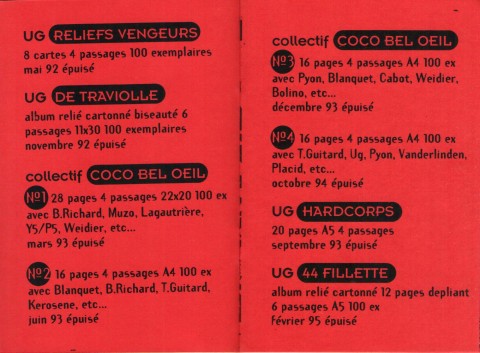 UG RELIEFS VENGEURS
8 cartes 4 passages 100 exemplaires
mai 92 épuisé
UG DE TRAVIOLLE
album relié cartonné biseauté 6
passages 11x30 100 exemplaires
novembre 92 épuisé
collectif COCO BEL OEIL
Nº1 28 pages 4 passages 22x20 100 ex
avec B.Richard, Muzo, Lagautrière,
Y5/P5, Weidier, etc...
mars 93 épuisé
Nº2 16 pages 4 passages A4 100 ex
avec Blanquet, B.Richard, T.Guitard,
Kerosene, etc...
juin 93 épuisé
collectif COCO BEL OEIL
Nº3 16 pages 4 passages A4 100 ex
avec Pyon, Blanquet, Cabot, Weidier,
Bolino, etc...
décembre 93 épuisé
Nº4 16 pages 4 passages A4 100 ex
avec T.Guitard, Ug, Pyon, Vanderlinden,
Placid, etc...
octobre 94 épuisé
UG HARDCORPS
20 pages A5 4 passages
septembre 93 épuisé
UG 44 FILLETTE
album relié cartonné 12 pages depliant
6 passages A5 100 ex
février 95 épuisé